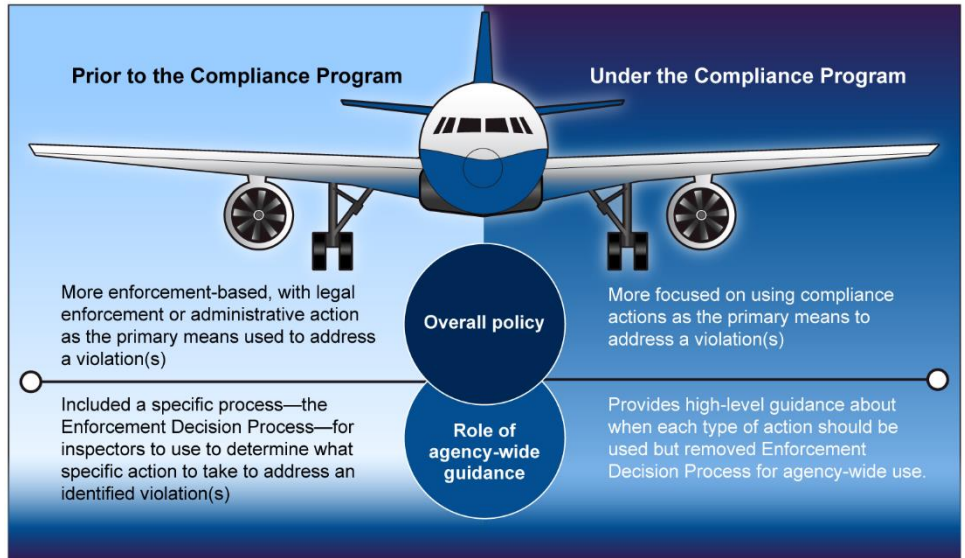 Prior to the Compliance Program
Under the Compliance Program
More enforcement-based, with legal
enforcement or administrative action
as the primary means used to address
a violation(s)
Overall policy
More focused on using compliance
actions as the primary means to
address a violation(s)
Included a specific process—the
Enforcement Decision Process—for
inspectors to use to determine what
specific action to take to address an
identified violation(s)
Role of
agency-wide
guidance
Provides high-level guidance about
when each type of action should be
used but removed Enforcement
Decision Process for agency-wide use.